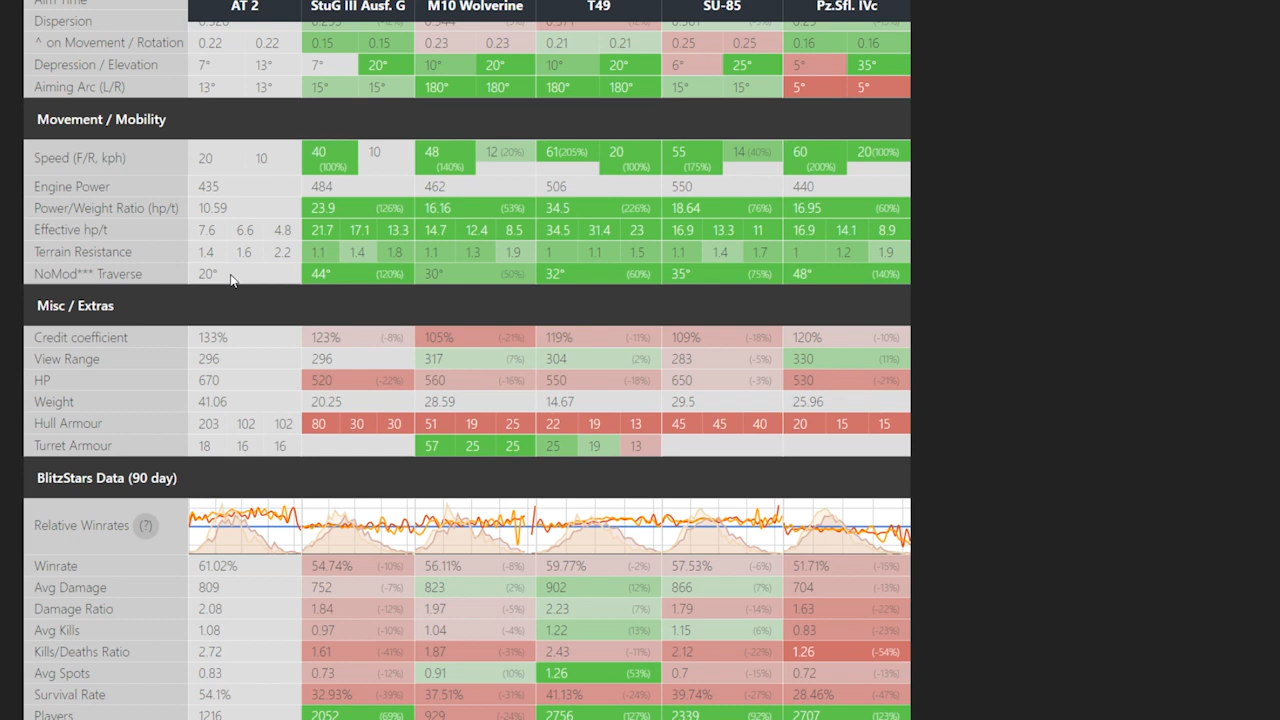 AT 2 StuG III Ausf. G M10 Wolverine T49 SU-85 Pz.Sfl. IVc
Dispersion
^ on Movement / Rotation 0.22 0.22 0.15 0.15 0.23 0.23 0.21 0.21 0.25 0.25 0.16 0.16
Depression / Elevation 7° 13° 7° 20° 10° 20° 10° 20° 6° 25° 5° 35°
Aiming Arc (L/R) 13° 13° 15° 15° 180° 180° 180° 180° 15° 15° 5° 5°
Movement / Mobility
Speed (F/R, kph) 20 10 40 (100%) 10 48 (140%) 12 (20%) 61(205%) 20 (100%) 55 (175%) 14 (40%) 60 (200%) 20(100%)
Engine Power 435 484 462 506 550 440
Power/Weight Ratio (hp/t) 10.59 23.9 (126%) 16.16 (53%) 34.5 (226%) 18.64 (76%) 16.95 (60%)
Effective hp/t 7.6 6.6 4.8 21.7 17.1 13.3 14.7 12.4 8.5 34.5 31.4 23 16.9 13.3 11 16.9 14.1 8.9
Terrain Resistance 1.4 1.6 2.2 1.1 1.4 1.8 1.1 1.3 1.9 1 1.1 1.5 1.1 1.4 1.7 1 1.2 1.9
NoMod*** Traverse 20° 44° (120%) 30° (50%) 32° (60%) 35° (75%) 48° (140%)
Misc / Extras
Credit coefficient 133% 123% (-8%) 105% (-21%) 119% (-11%) 109% (-18%) 120% (-10%)
View Range 296 296 317 (7%) 304 (2%) 283 (-5%) 330 (11%)
HP 670 520 (-22%) 560 (-16%) 550 (-18%) 650 (-3%) 530 (-21%)
Weight 41.06 20.25 28.59 14.67 29.5 25.96
Hull Armour 203 102 102 80 30 30 51 19 25 22 19 13 45 45 40 20 15 15
Turret Armour 18 16 16 57 25 25 25 19 13
BlitzStars Data (90 day)
Relative Winrates (?)
Winrate 61.02% 54.74% (-10%) 56.11% (-8%) 59.77% (-2%) 57.53% (-6%) 51.71% (-15%)
Avg Damage 809 752 (-7%) 823 (2%) 902 (12%) 866 (7%) 704 (-13%)
Damage Ratio 2.08 1.84 (-12%) 1.97 (-5%) 2.23 (7%) 1.79 (-14%) 1.63 (-22%)
Avg Kills 1.08 0.97 (-10%) 1.04 (-4%) 1.22 (13%) 1.15 (6%) 0.83 (-23%)
Kills/Deaths Ratio 2.72 1.61 (-41%) 1.87 (-31%) 2.43 (-11%) 2.12 (-22%) 1.26 (-54%)
Avg Spots 0.83 0.73 (-12%) 0.91 (10%) 1.26 (53%) 0.7 (-15%) 0.72 (-13%)
Survival Rate 54.1% 32.93% (-39%) 37.51% (-31%) 41.13% (-24%) 39.74% (-27%) 28.46% (-47%)
Players 1216 2052 (69%) 929 (-24%) 2756 (127%) 2339 (92%) 2707 (123%)